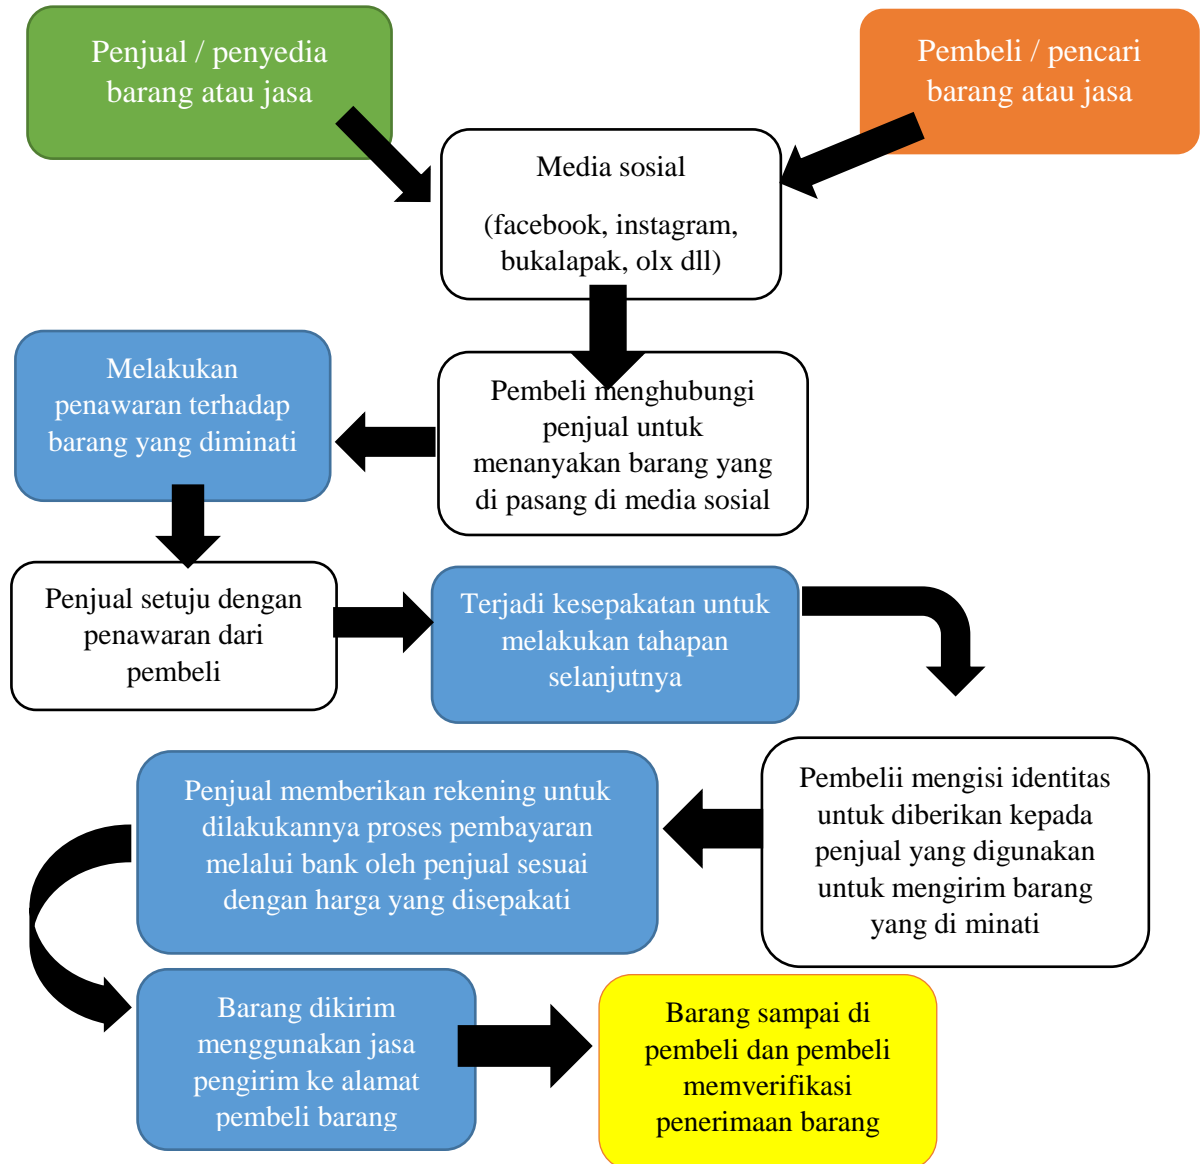 Penjual / penyedia
barang atau jasa
Pembeli / pencari
barang atau jasa
Media sosial
(facebook, instagram,
bukalapak, olx dll)
Pembeli menghubungi
penjual untuk
menanyakan barang yang
di pasang di media sosial
Melakukan
penawaran terhadap
barang yang diminati
Penjual setuju dengan
penawaran dari
pembeli
Terjadi kesepakatan untuk
melakukan tahapan
selanjutnya
Pembelii mengisi identitas
untuk diberikan kepada
penjual yang digunakan
untuk mengirim barang
yang di minati
Penjual memberikan rekening untuk
dilakukannya proses pembayaran
melalui bank oleh penjual sesuai
dengan harga yang disepakati
Barang dikirim
menggunakan jasa
pengirim ke alamat
pembeli barang
Barang sampai di
pembeli dan pembeli
memverifikasi
penerimaan barang